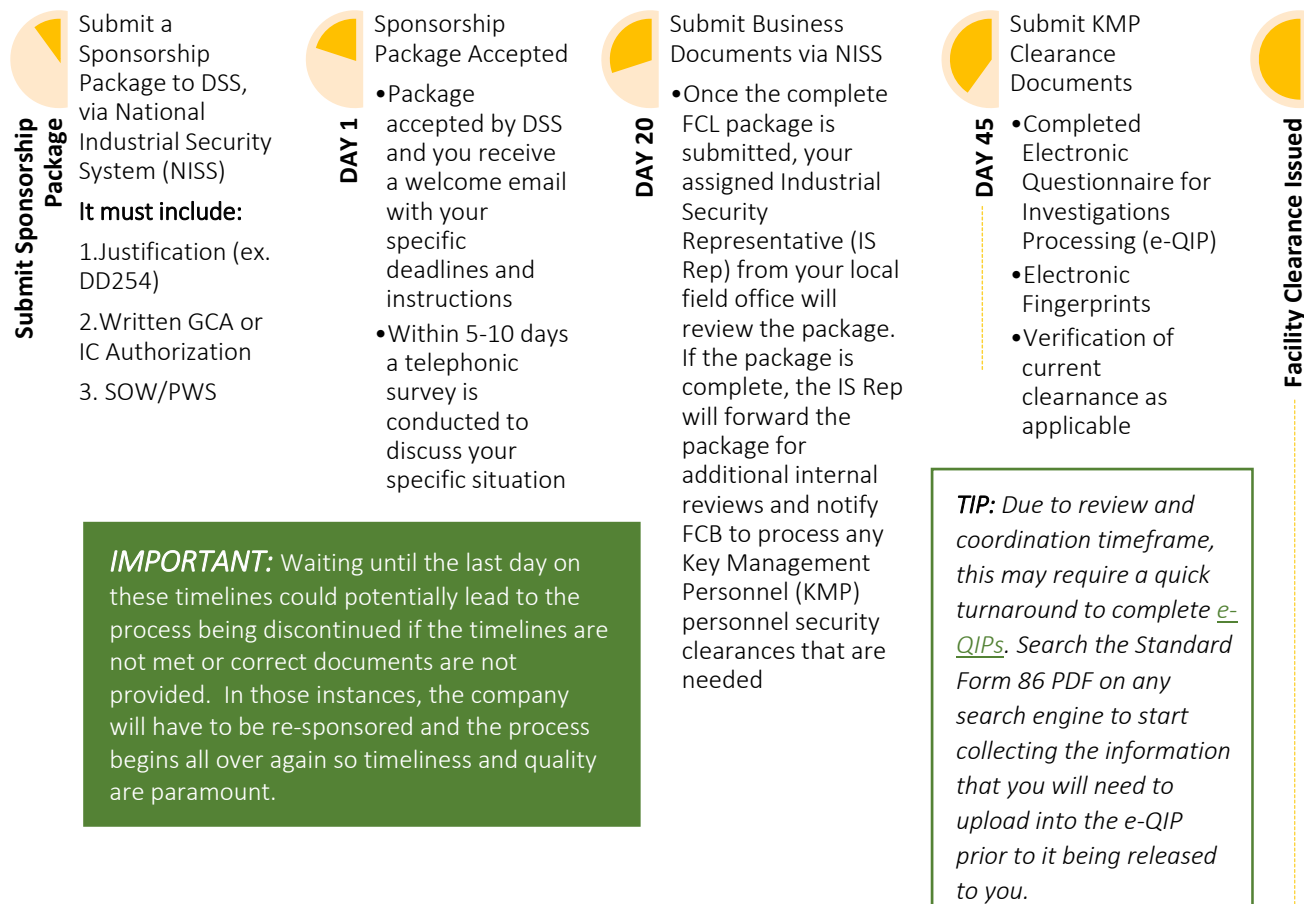 Submit Sponsorship
Package
Submit a
Sponsorship
Package to DSS,
via National
Industrial Security
System (NISS)
It must include:
1.Justification (ex.
DD254)
2.Written GCA or
IC Authorization
3. SOW/PWS
DAY 1
Sponsorship
Package Accepted
•Package
accepted by DSS
and you receive
a welcome email
with your
specific
deadlines and
instructions
•Within 5-10 days
a telephonic
survey is
conducted to
discuss your
specific situation
DAY 20
Submit Business
Documents via NISS
•Once the complete
FCL package is
submitted, your
assigned Industrial
Security
Representative (IS
Rep) from your local
field office will
review the package.
If the package is
complete, the IS Rep
will forward the
package for
additional internal
reviews and notify
FCB to process any
Key Management
Personnel (KMP)
personnel security
clearances that are
needed
DAY 45
Submit KMP
Clearance
Documents
•Completed
Electronic
Questionnaire for
Investigations
Processing (e-QIP)
•Electronic
Fingerprints
•Verification of
current
clearnance as
applicable
Facility Clearance Issued
IMPORTANT: Waiting until the last day on
these timelines could potentially lead to the
process being discontinued if the timelines are
not met or correct documents are not
provided.  In those instances, the company
will have to be re-sponsored and the process
begins all over again so timeliness and quality
are paramount.
TIP: Due to review and
coordination timeframe,
this may require a quick
turnaround to complete e-
QIPs. Search the Standard
Form 86 PDF on any
search engine to start
collecting the information
that you will need to
upload into the e-QIP
prior to it being released
to you.